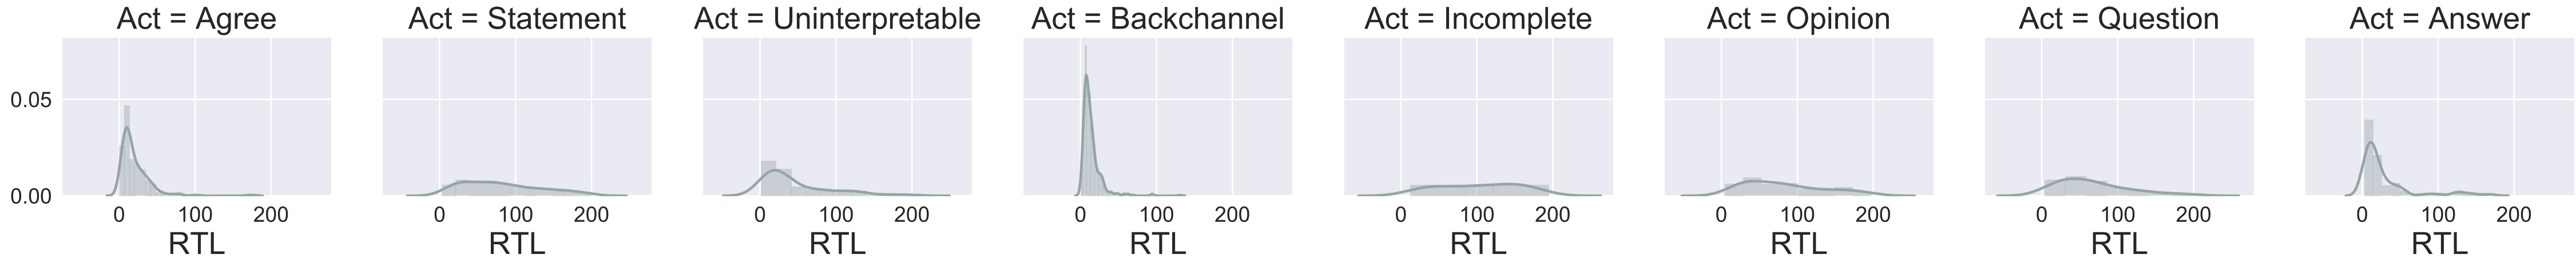 Act = Agree Act = Statement Act = Uninterpretable Act = Backchannel Act = Incomplete Act = Opinion Act = Question Act = Answer
0.05
0.00
0 100 200 0 100 200 0 100 200 0 100 200 0 100 200 0 100 200 0 100 200 0 100 200
RTL RTL RTL RTL RTL RTL RTL RTL